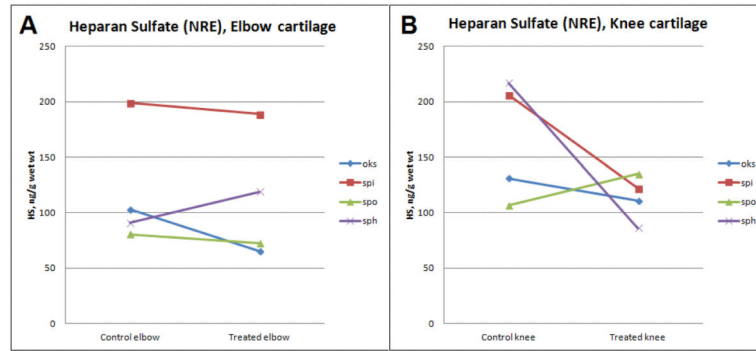 A
Heparan Sulfate (NRE), Elbow cartilage
250
200
150
100
50
0
HS, ng/g wet wt
Control elbow
Treated elbow
oks
spi
spo
sph
B
Heparan Sulfate (NRE), Knee cartilage
250
200
150
100
50
0
HS, ng/g wet wt
Control knee
Treated knee
oks
spi
spo
sph